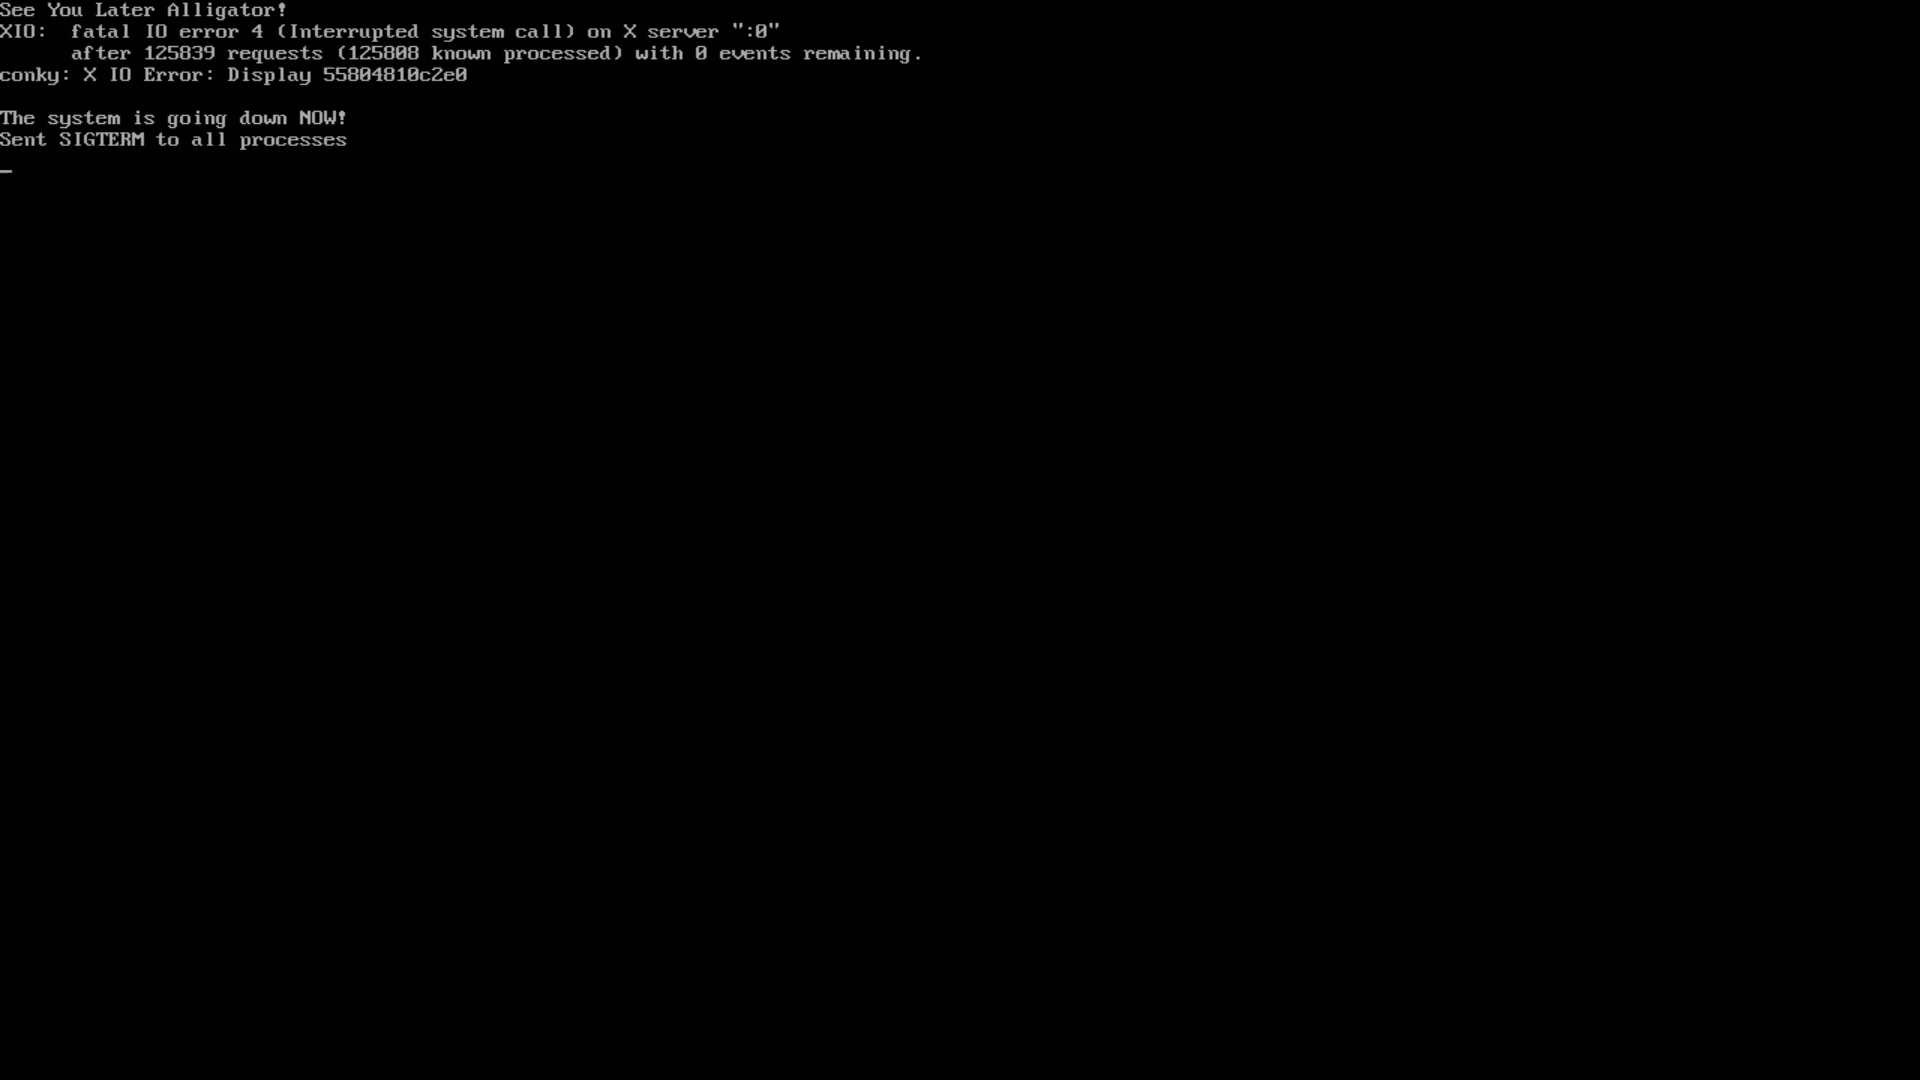 See You Later Alligator!
XIO:  fatal IO error 4 (Interrupted system call) on X server ":0"
      after 125839 requests (125808 known processed) with 0 events remaining.
conky: X IO Error: Display 55804810c2e0
The system is going down NOW!
Sent SIGTERM to all processes